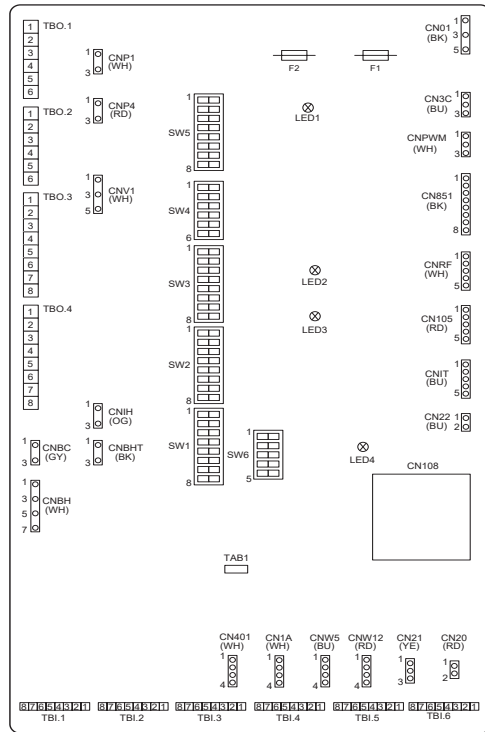 TBO.1
1
2
3
4
5
6
CNP1
(WH)
1
3
F2
F1
CN01
(BK)
1
3
5
TBO.2
1
2
3
4
5
6
CNP4
(RD)
1
3
SW5
1
8
LED1
CN3C
(BU)
1
3
CNPWM
(WH)
1
3
TBO.3
1
2
3
4
5
6
7
8
CNV1
(WH)
1
3
5
SW4
1
6
CN851
(BK)
1
8
SW3
1
8
LED2
CNRF
(WH)
1
5
TBO.4
1
2
3
4
5
6
7
8
LED3
CN105
(RD)
1
5
SW2
1
8
CNIT
(BU)
1
5
CNIH
(OG)
1
3
CN22
(BU)
1
2
CNBC
(GY)
1
3
CNBHT
(BK)
1
3
SW1
1
8
SW6
1
5
LED4
CN108
CNBH
(WH)
1
3
5
7
TAB1
CN401
(WH)
1
4
CN1A
(WH)
1
4
CNW5
(BU)
1
4
CNW12
(RD)
1
4
CN21
(YE)
1
3
CN20
(RD)
1
2
8 7 6 5 4 3 2 1
TBI.1
8 7 6 5 4 3 2 1
TBI.2
8 7 6 5 4 3 2 1
TBI.3
8 7 6 5 4 3 2 1
TBI.4
8 7 6 5 4 3 2 1
TBI.5
8 7 6 5 4 3 2 1
TBI.6